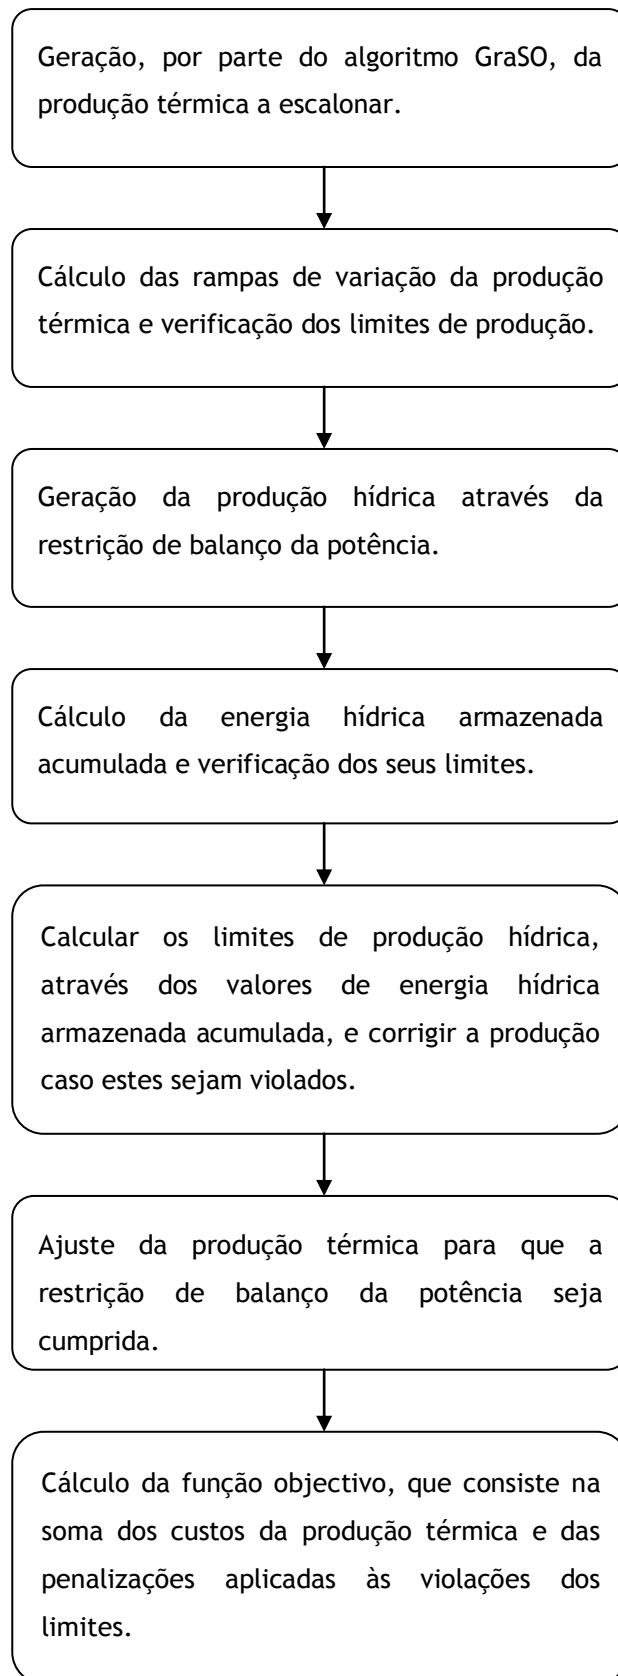 Geração, por parte do algoritmo GraSO, da
produção térmica a escalonar.
Cálculo das rampas de variação da produção
térmica e verificação dos limites de produção.
Geração da produção hídrica através da
restrição de balanço da potência.
Cálculo da energia hídrica armazenada
acumulada e verificação dos seus limites.
Calcular os limites de produção hídrica,
através dos valores de energia hídrica
armazenada acumulada, e corrigir a produção
caso estes sejam violados.
Ajuste da produção térmica para que a
restrição de balanço da potência seja
cumprida.
Cálculo da função objectivo, que consiste na
soma dos custos da produção térmica e das
penalizações aplicadas às violações dos
limites.